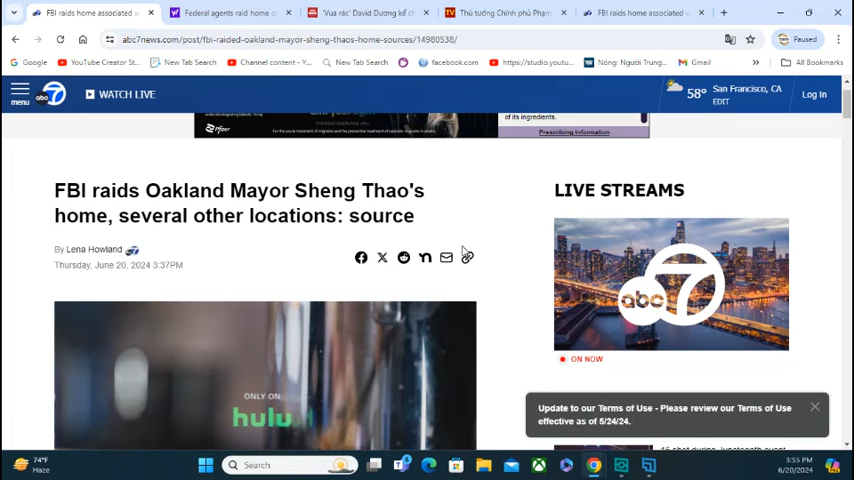 FBI raids home associated w
Federal agents raid home of
'Vua rác' David Dương kể ch
Thủ tướng Chính phủ Phạm
FBI raids home associated w
abc7news.com/post/fbi-raided-oakland-mayor-sheng-thaos-home-sources/14980538/
Paused
Google
YouTube Creator St
New Tab Search
Channel content - Y
New Tab Search
facebook.com
https://studio.youtu
Nóng: Người Trung
Gmail
All Bookmarks
menu
abc 7
WATCH LIVE
58°
San Francisco, CA
EDIT
Log In
Pfizer
of its ingredients.
Prescribing Information
FBI raids Oakland Mayor Sheng Thao's
home, several other locations: source
By Lena Howland
Thursday, June 20, 2024 3:37PM
ONLY ON
hulu
LIVE STREAMS
abc 7
ON NOW
Update to our Terms of Use - Please review our Terms of Use
effective as of 5/24/24.
74°F
Haze
Search
3:55 PM
6/20/2024